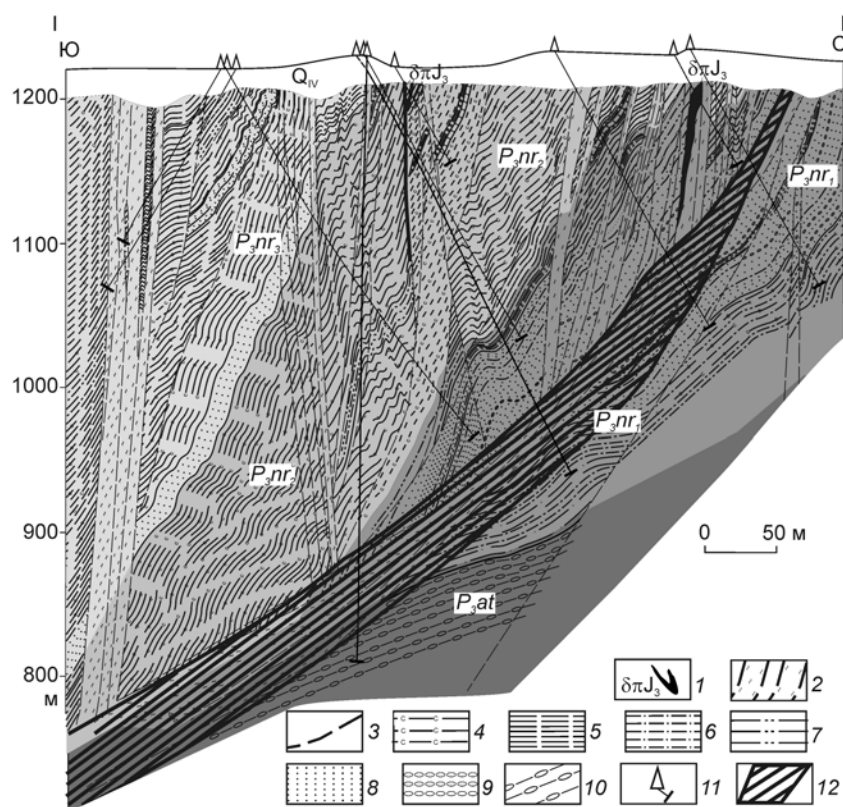 I I
Ю С
Q_IV δπJ₃ δπJ₃
1200
P₃nr₂ P₃nr₁
1100
P₃nr₃
1000
P₃nr₁
P₃nr₂
900
0 50 м
P₃at
800
м
δπJ₃ 1 2
3 с с с с с с 4 5 6 7
8 9 10 11 12